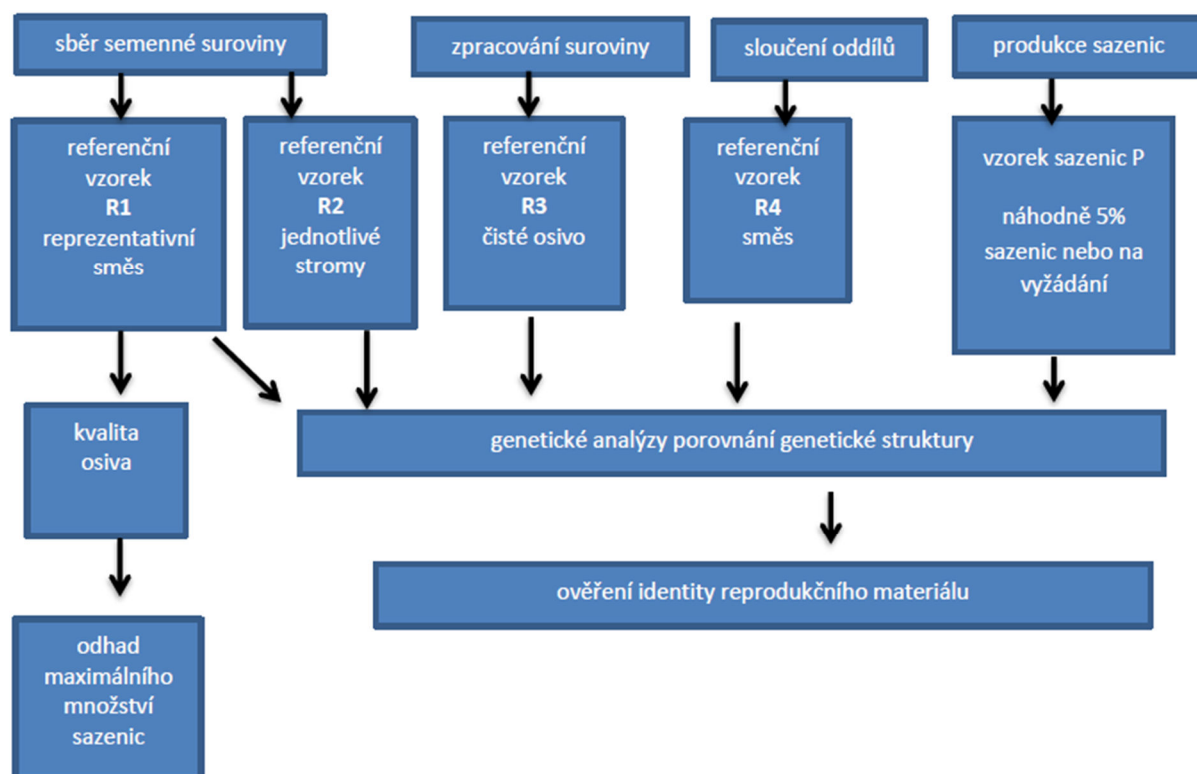 sběr semenné suroviny
zpracování suroviny
sloučení oddílů
produkce sazenic
referenční
vzorek
R1
reprezentativní
směs
referenční
vzorek
R2
jednotlivé
stromy
referenční
vzorek
R3
čisté osivo
referenční
vzorek
R4
směs
vzorek sazenic P
náhodně 5%
sazenic nebo na
vyžádání
kvalita
osiva
genetické analýzy porovnání genetické struktury
ověření identity reprodukčního materiálu
odhad
maximálního
množství
sazenic